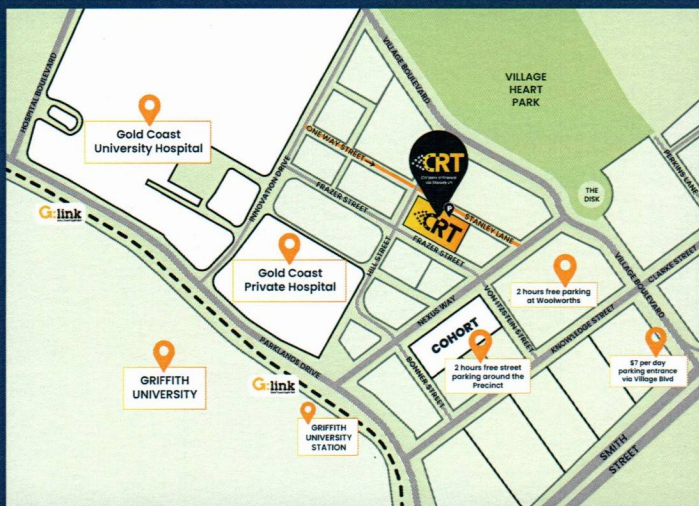 HOSPITAL BOULEVARD
Gold Coast
University Hospital
G:link
INNOVATION DRIVE
ONE WAY STREET
FRAZER STREET
VILLAGE BOULEVARD
VILLAGE
HEART
PARK
PERKINS LANE
THE
DISK
CRT
CRT
STANLEY LANE
FRAZER STREET
HILL STREET
Gold Coast
Private Hospital
PARKLANDS DRIVE
GRIFFITH
UNIVERSITY
G:link
GRIFFITH
UNIVERSITY
STATION
NEXUS WAY
BONNER STREET
COHORT
2 hours free street
parking around the
Precinct
VON ITZSTEIN STREET
KNOWLEDGE STREET
2 hours free parking
at Woolworths
VILLAGE BOULEVARD
CLARKE STREET
$7 per day
parking entrance
via Village Blvd
SMITH
STREET